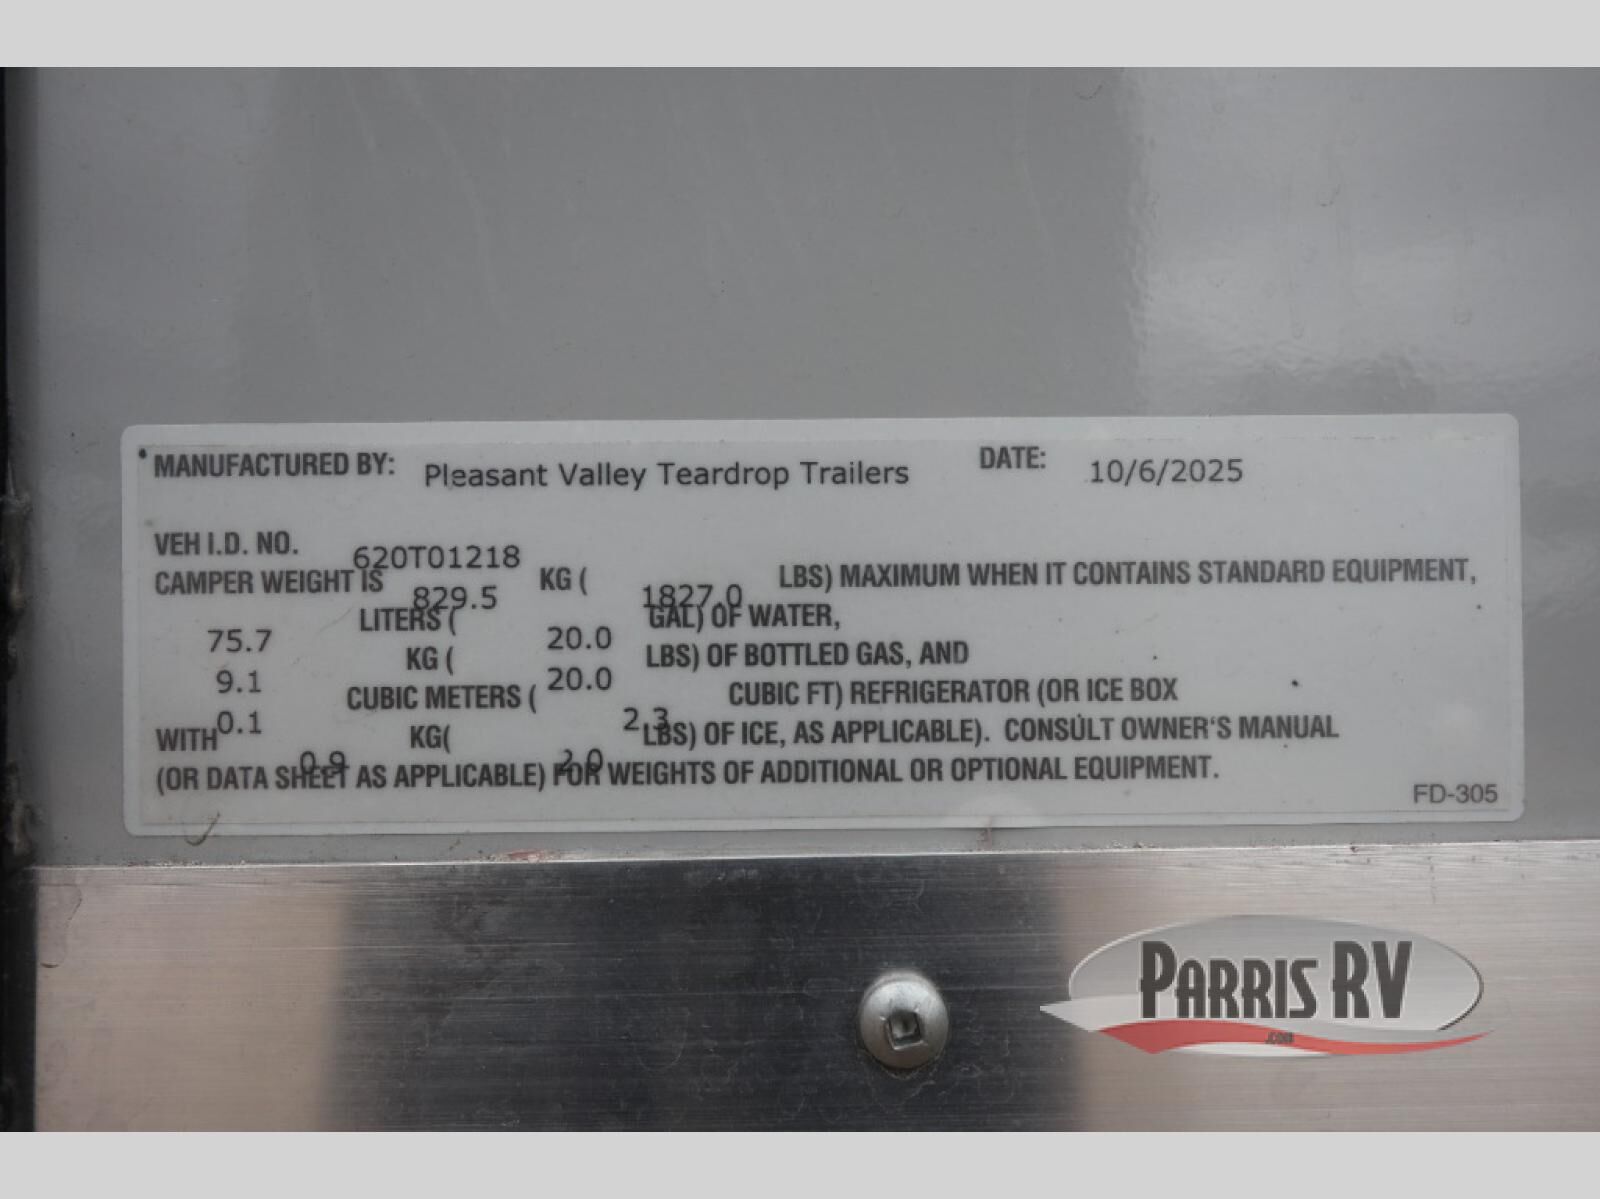 MANUFACTURED BY: Pleasant Valley Teardrop Trailers DATE: 10/6/2025
VEH I.D. NO. 620T01218
CAMPER WEIGHT IS 829.5 KG ( 1827.0 LBS) MAXIMUM WHEN IT CONTAINS STANDARD EQUIPMENT,
75.7 LITERS ( 20.0 GAL) OF WATER,
9.1 KG ( 20.0 LBS) OF BOTTLED GAS, AND
0.1 CUBIC METERS ( 2.3 CUBIC FT) REFRIGERATOR (OR ICE BOX
WITH 0.9 KG( 2.0 LBS) OF ICE, AS APPLICABLE). CONSULT OWNER'S MANUAL
(OR DATA SHEET AS APPLICABLE) FOR WEIGHTS OF ADDITIONAL OR OPTIONAL EQUIPMENT.
FD-305
PARRIS RV
.COM